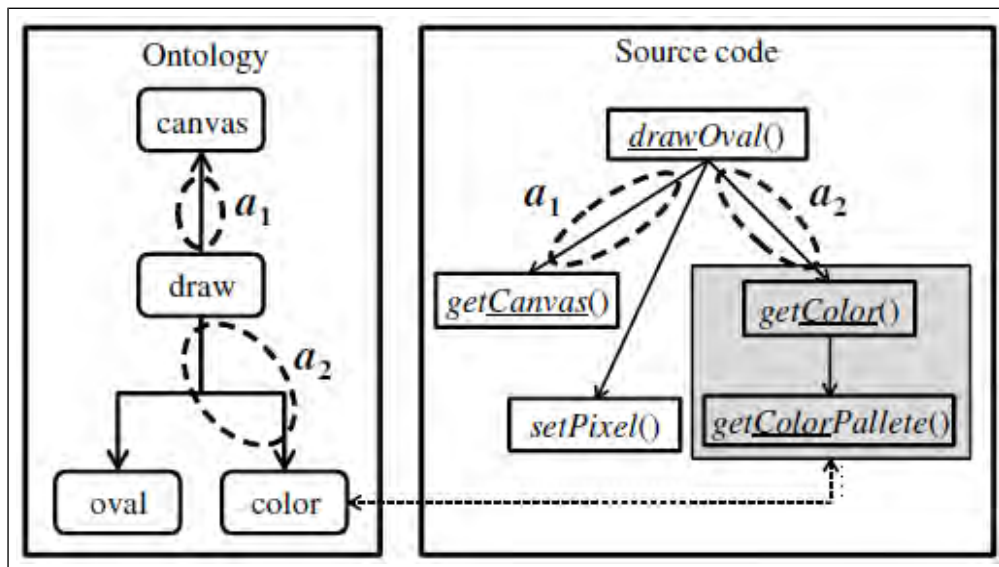 Ontology
canvas
a1
draw
a2
oval
color
Source code
drawOval()
a1
a2
getCanvas()
getColor()
setPixel()
getColorPallete()